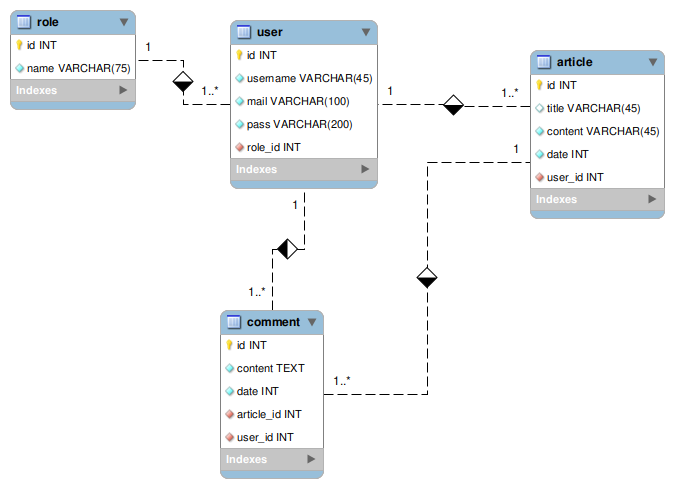 role
id INT
name VARCHAR(75)
Indexes
1
1..*
user
id INT
username VARCHAR(45)
mail VARCHAR(100)
pass VARCHAR(200)
role_id INT
Indexes
1
1..*
article
id INT
title VARCHAR(45)
content VARCHAR(45)
date INT
user_id INT
Indexes
1
1..*
1
1..*
comment
id INT
content TEXT
date INT
article_id INT
user_id INT
Indexes